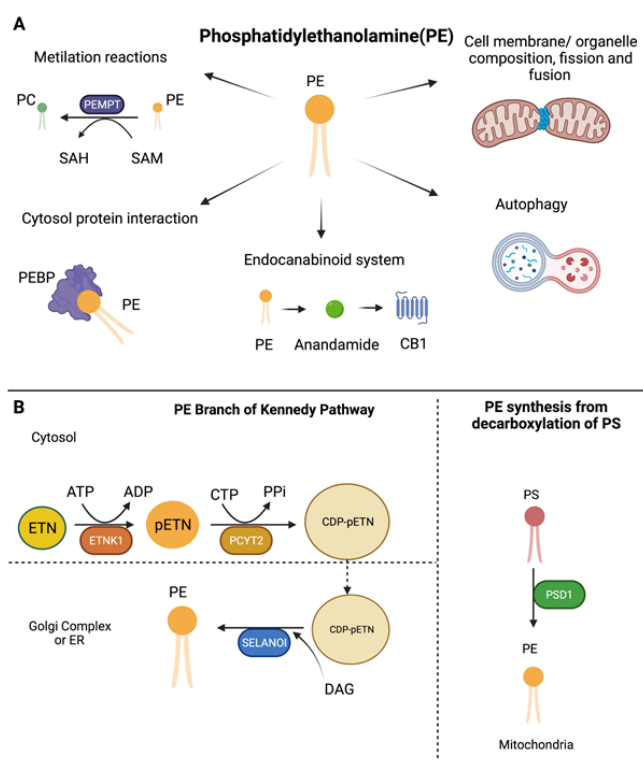 A
Phosphatidylethanolamine(PE)
Metilation reactions
PC
PEMPT
PE
SAH
SAM
PE
Cell membrane/ organelle
composition, fission and
fusion
Cytosol protein interaction
PEBP
PE
Endocanabinoid system
PE
Anandamide
CB1
Autophagy
B
PE Branch of Kennedy Pathway
Cytosol
ATP
ADP
CTP
PPi
ETN
ETNK1
pETN
PCYT2
CDP-pETN
Golgi Complex
or ER
PE
SELANOI
CDP-pETN
DAG
PE synthesis from
decarboxylation of PS
PS
PSD1
PE
Mitochondria